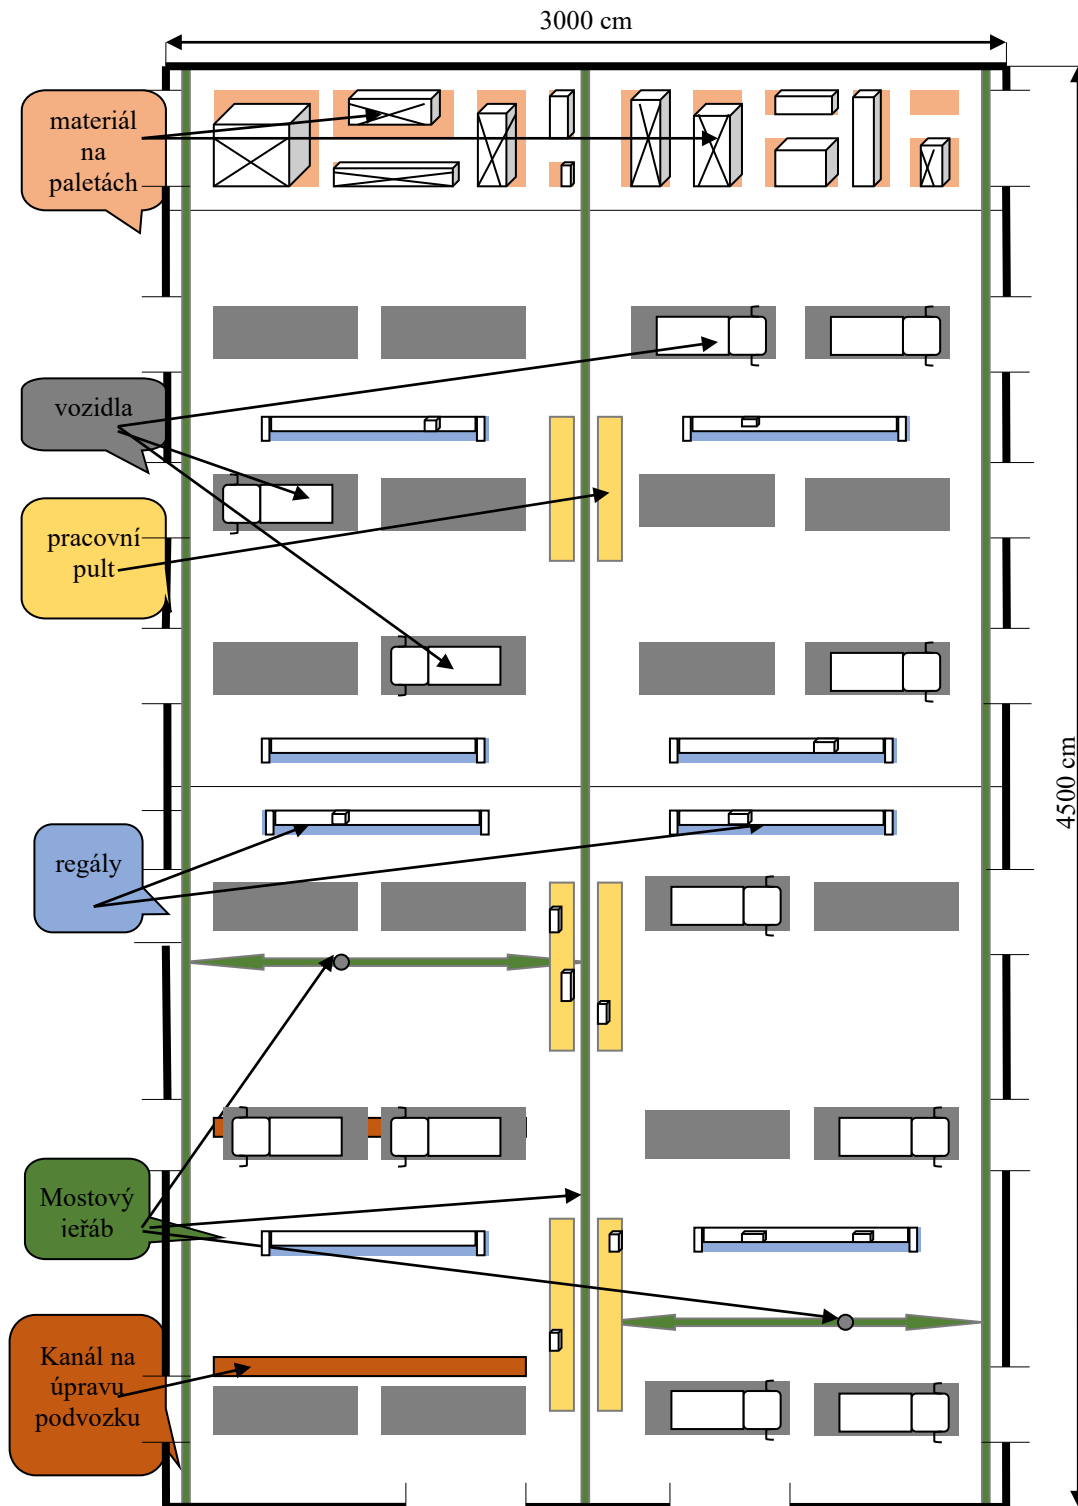 3000 cm
materiál
na
paletách
vozidla
pracovní
pult
4500 cm
regály
Mostový
jeřáb
Kanál na
úpravu
podvozku